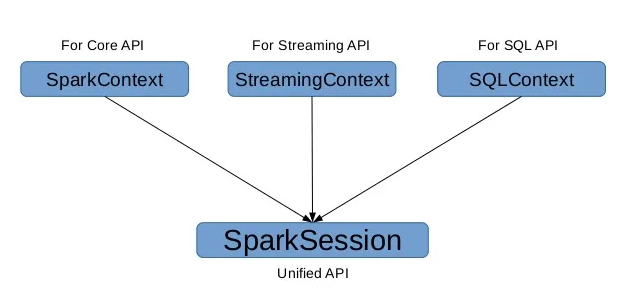 For Core API
For Streaming API
For SQL API
SparkContext
StreamingContext
SQLContext
SparkSession
Unified API